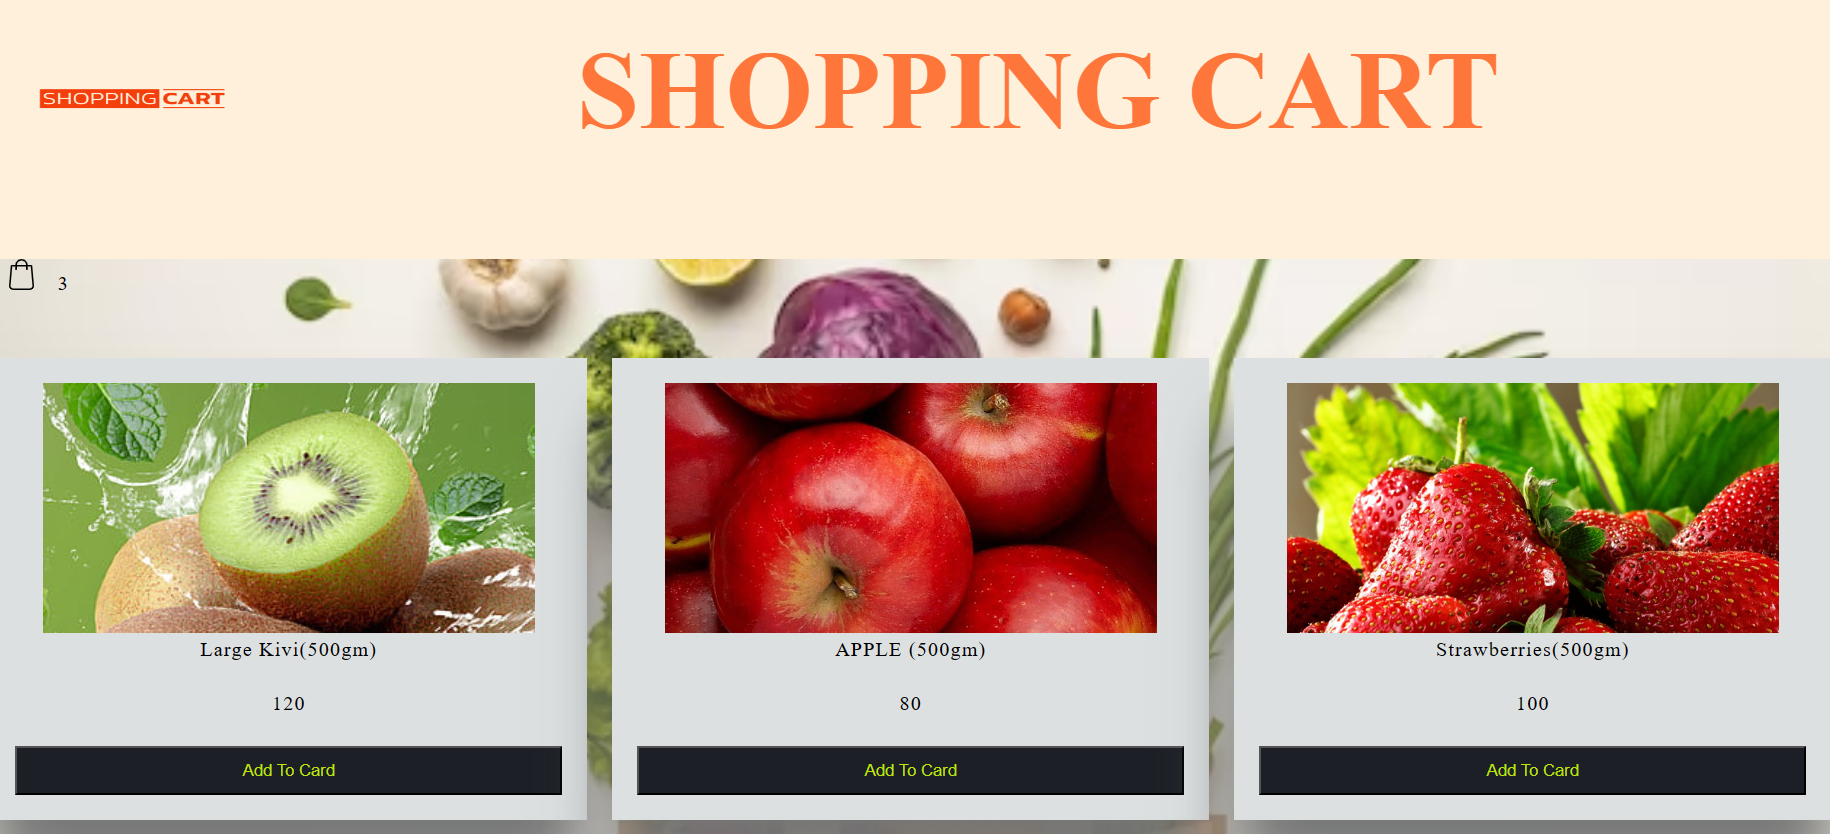 SHOPPING CART
SHOPPING CART
3
Large Kivi(500gm)
120
Add To Card
APPLE (500gm)
80
Add To Card
Strawberries(500gm)
100
Add To Card